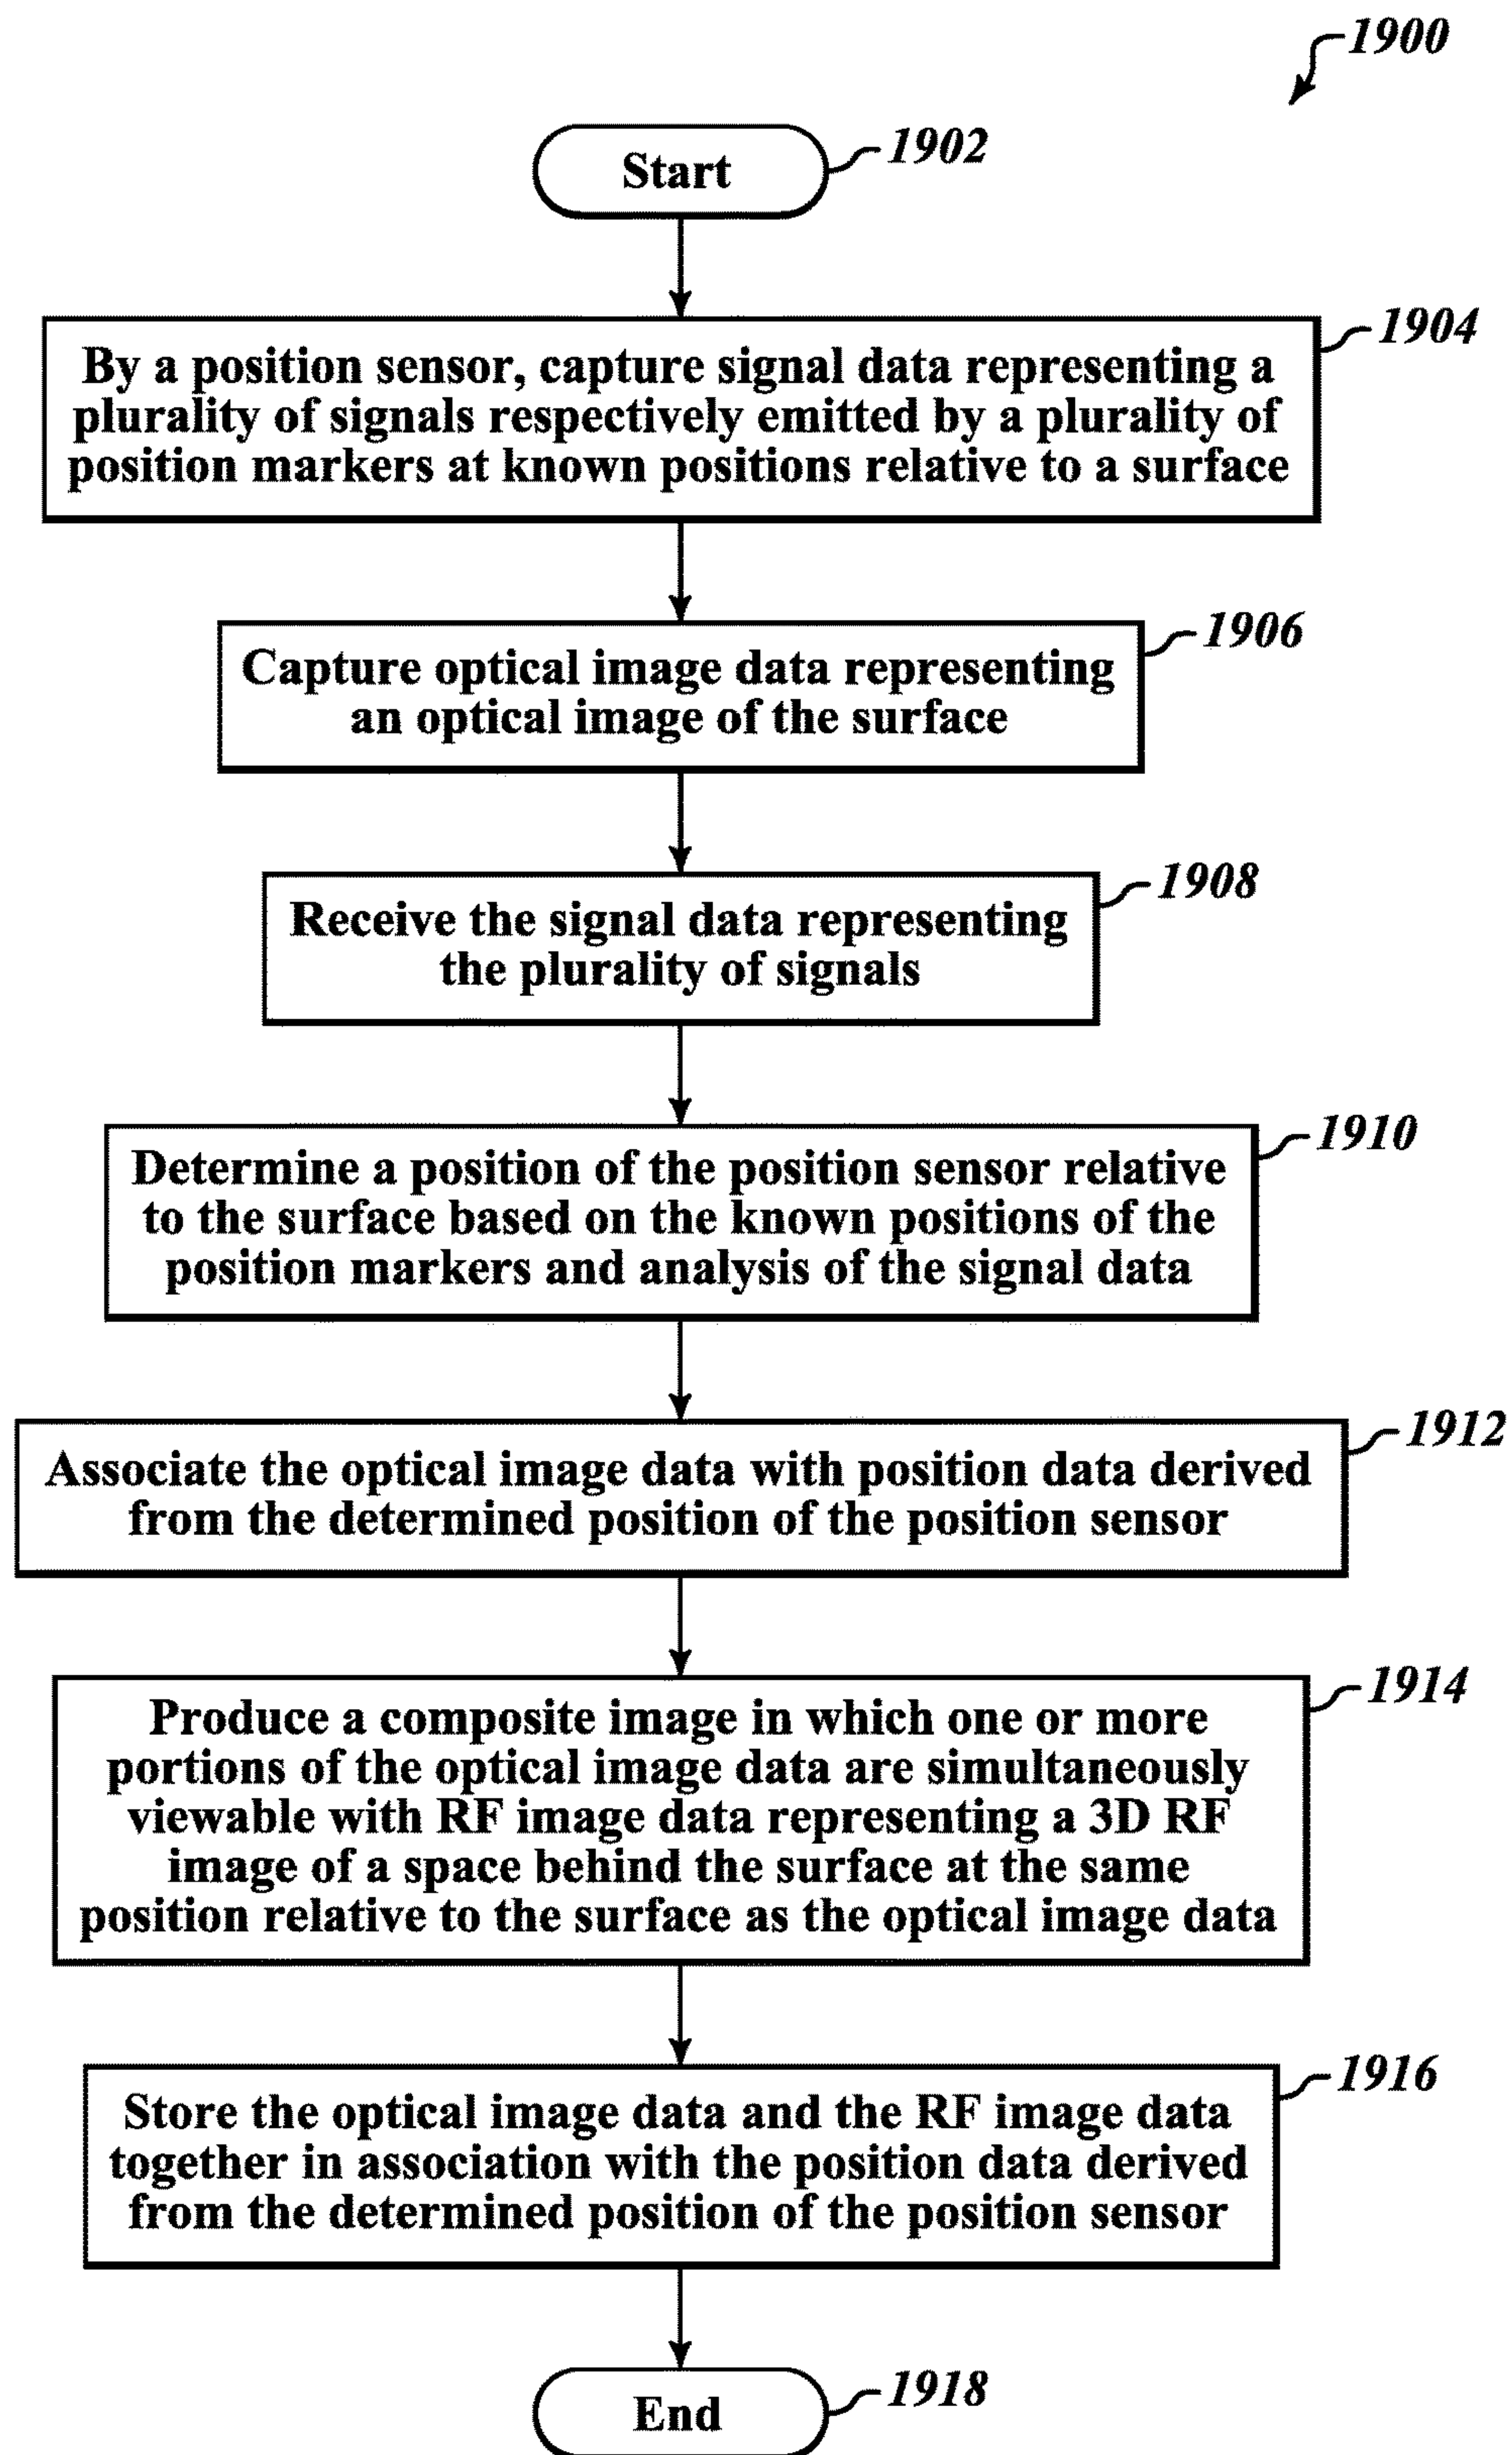 1900
Start
1902
1904
By a position sensor, capture signal data representing a
plurality of signals respectively emitted by a plurality of
position markers at known positions relative to a surface
1906
Capture optical image data representing
an optical image of the surface
1908
Receive the signal data representing
the plurality of signals
1910
Determine a position of the position sensor relative
to the surface based on the known positions of the
position markers and analysis of the signal data
1912
Associate the optical image data with position data derived
from the determined position of the position sensor
1914
Produce a composite image in which one or more
portions of the optical image data are simultaneously
viewable with RF image data representing a 3D RF
image of a space behind the surface at the same
position relative to the surface as the optical image data
1916
Store the optical image data and the RF image data
together in association with the position data derived
from the determined position of the position sensor
End
1918